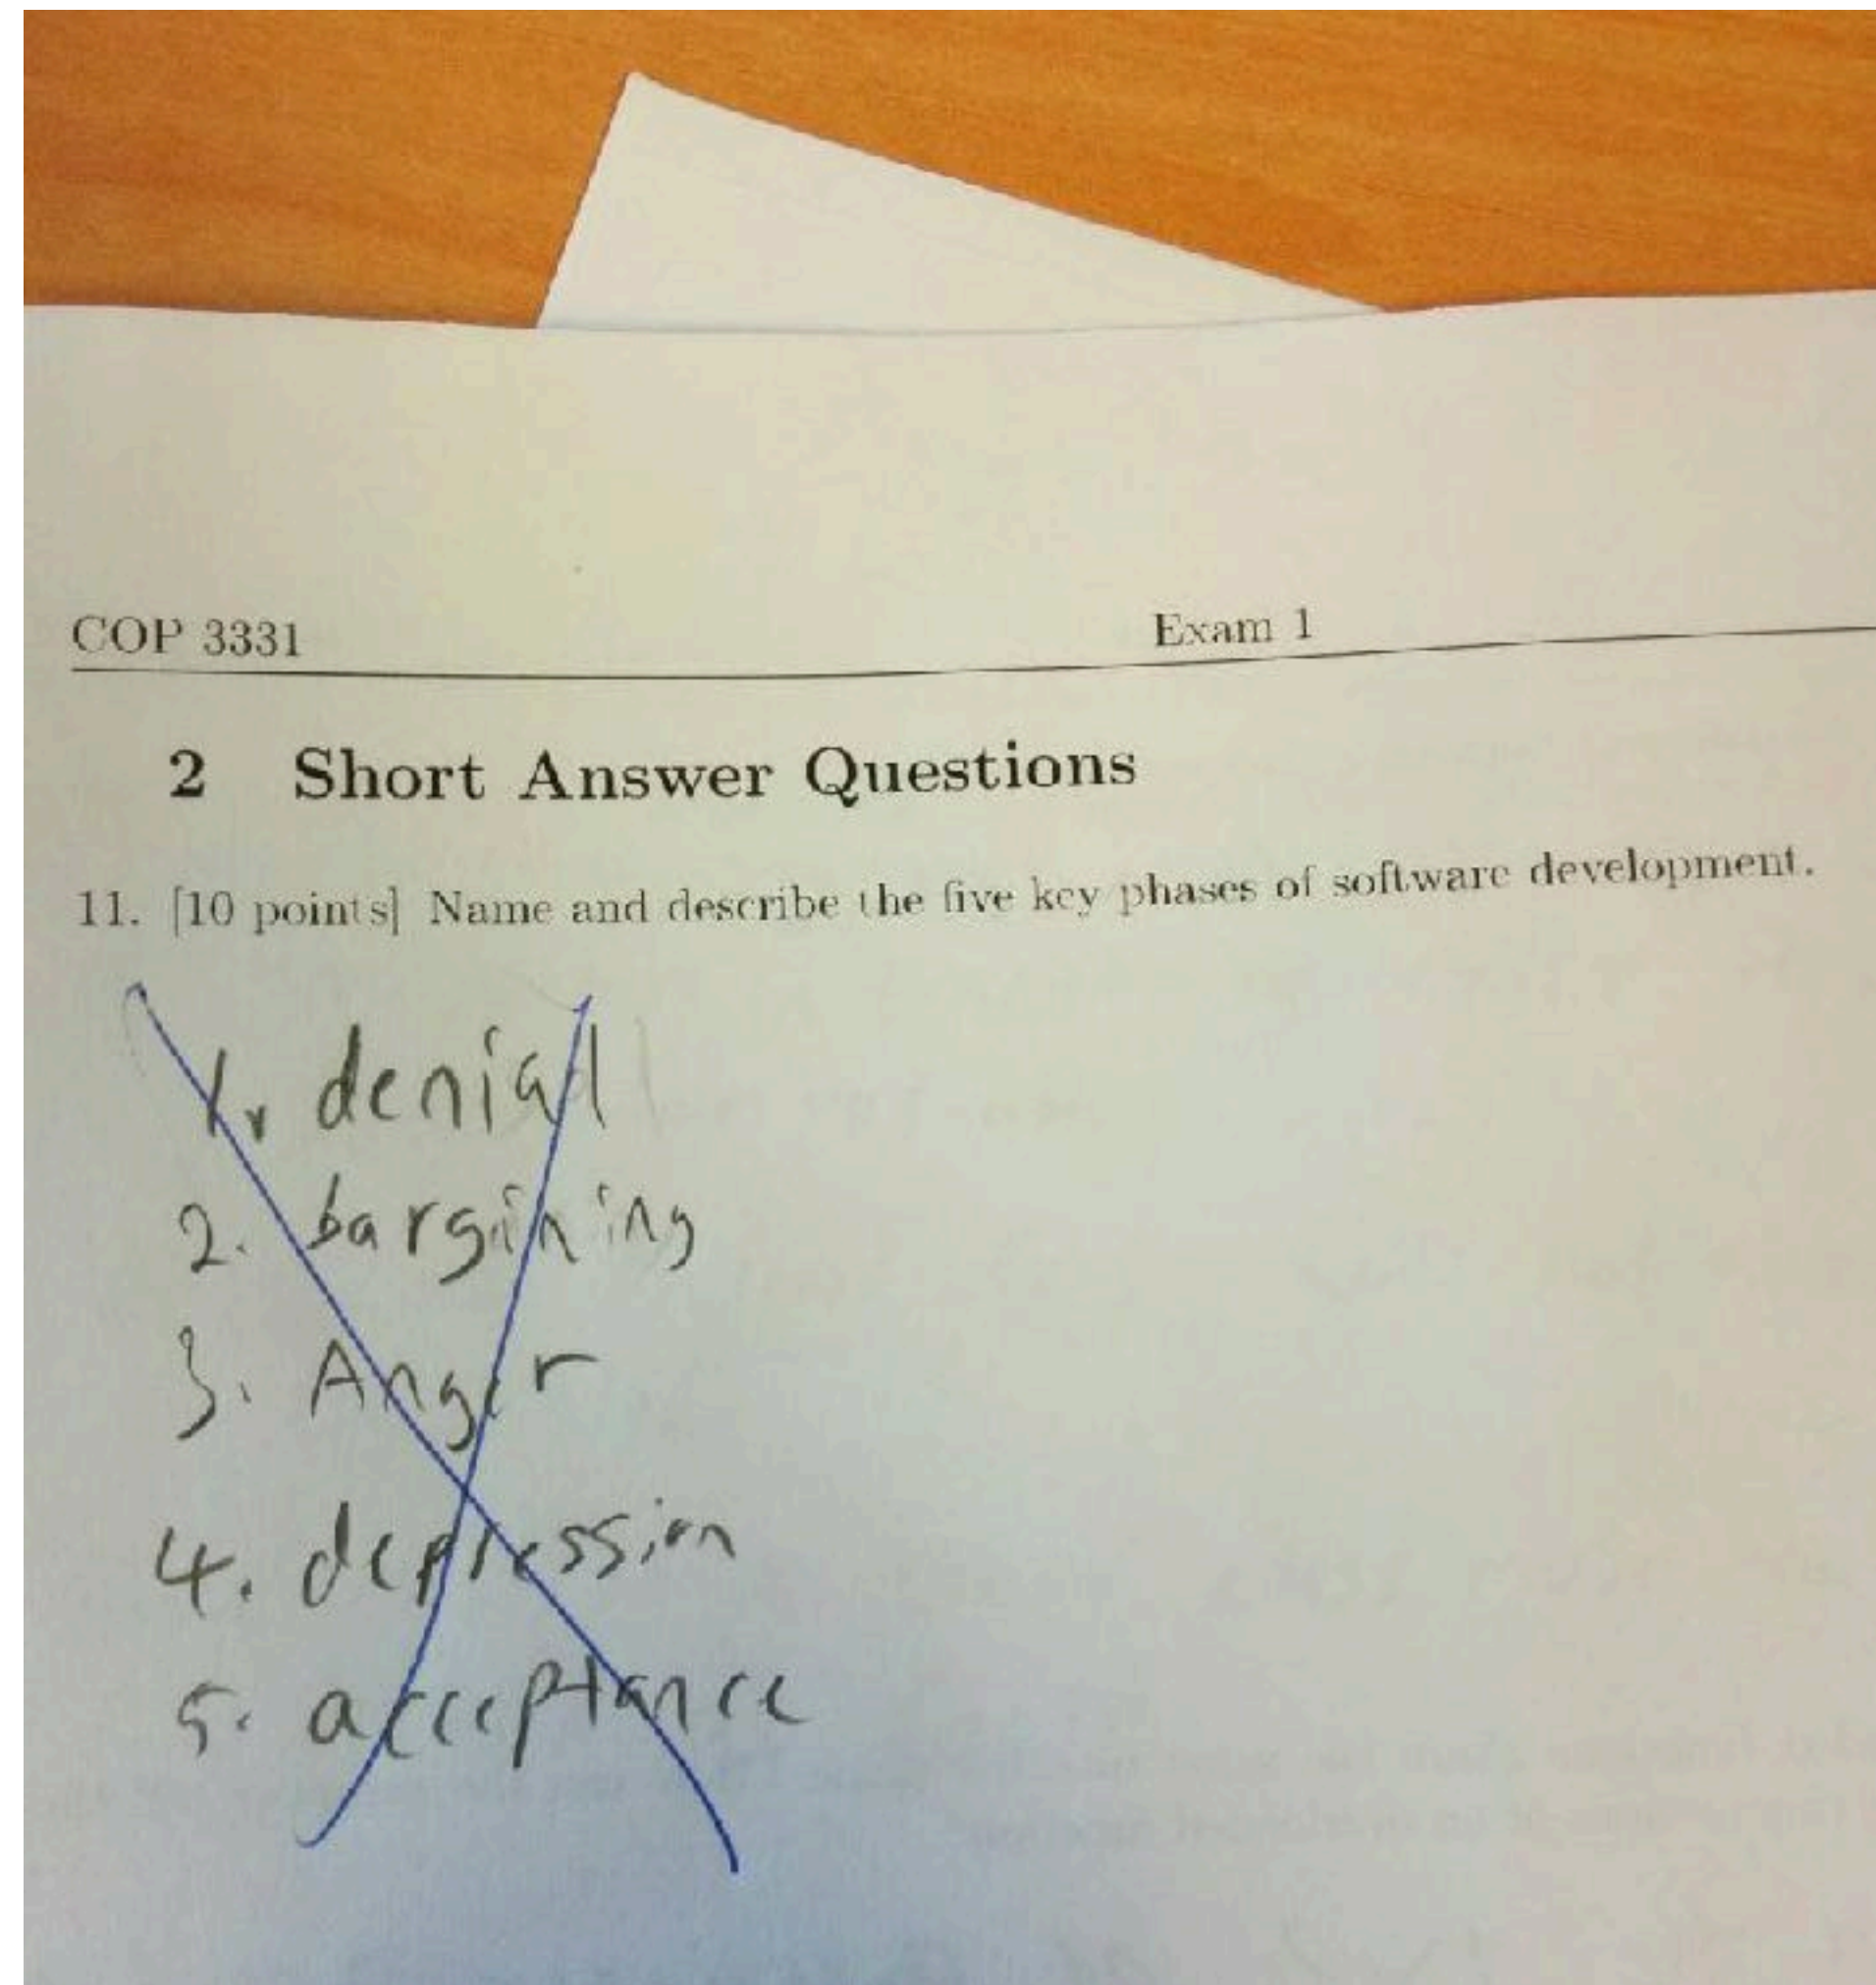 COP 3331 Exam 1
2 Short Answer Questions
11. [10 points] Name and describe the five key phases of software development.
1. denial
2. bargining
3. Anger
4. depression
5. acceptance